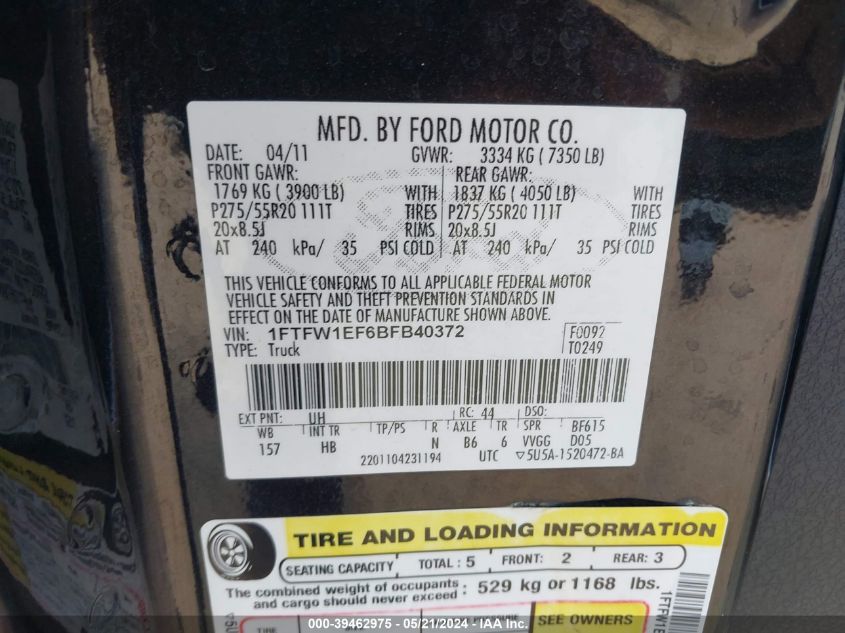 MFD. BY FORD MOTOR CO.
DATE: 04/11 GVWR: 3334 KG ( 7350 LB)
FRONT GAWR: REAR GAWR:
1769 KG ( 3900 LB) WITH 1837 KG ( 4050 LB) WITH
P275/55R20 111T TIRES P275/55R20 111T TIRES
20x8.5J RIMS 20x8.5J RIMS
AT 240 kPa/ 35 PSI COLD AT 240 kPa/ 35 PSI COLD
THIS VEHICLE CONFORMS TO ALL APPLICABLE FEDERAL MOTOR
VEHICLE SAFETY AND THEFT PREVENTION STANDARDS IN
EFFECT ON THE DATE OF MANUFACTURE SHOWN ABOVE.
VIN: 1FTFW1EF6BFB40372 F0092
TYPE: Truck T0249
EXT PNT: UH RC: 44 DSO:
WB INT TR TP/PS R AXLE TR SPR BF615
157 HB N B6 6 VVGG D05
2201104231194 UTC ▽5U5A-1520472-BA
TIRE AND LOADING INFORMATION
SEATING CAPACITY TOTAL: 5 FRONT: 2 REAR: 3
The combined weight of occupants and cargo should never exceed : 529 kg or 1168 lbs.
SEE OWNERS
1FTFW1E
IAA-39462975 - 05/21/2024 - IAAI.com